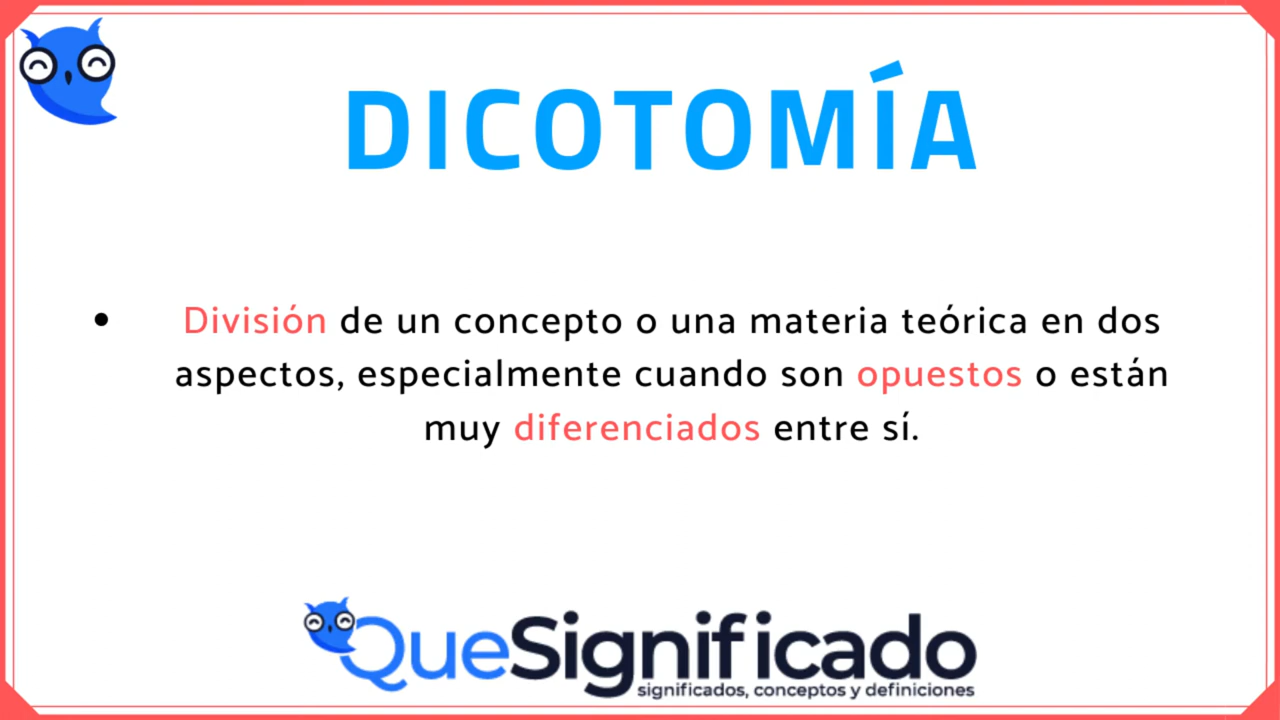 DICOTOMÍA
• División de un concepto o una materia teórica en dos
aspectos, especialmente cuando son opuestos o están
muy diferenciados entre sí.
QueSignificado
significados, conceptos y definiciones